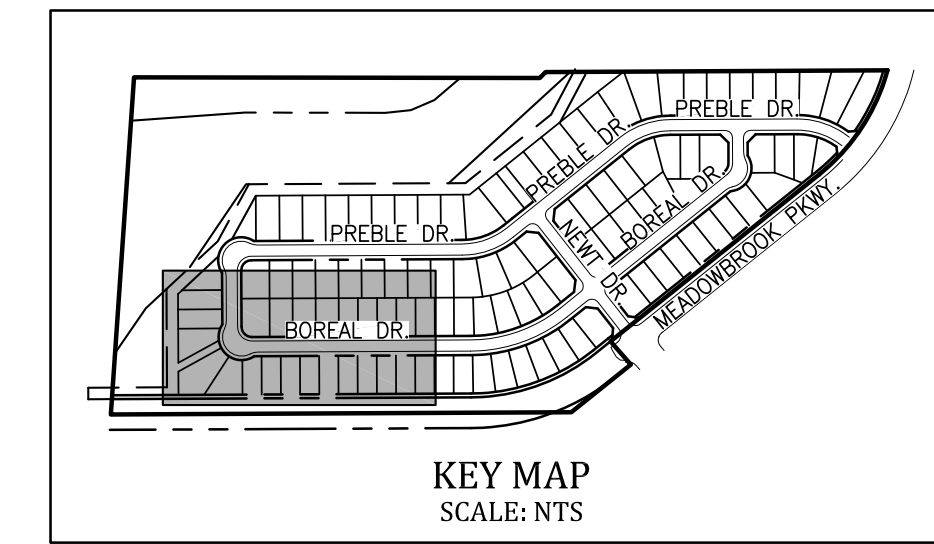 PREBLE DR.
PREBLE DR.
PREBLE DR.
BOREAL DR.
NEWT DR.
MEADOWBROOK PKWY.
BOREAL DR.
KEY MAP
SCALE: NTS